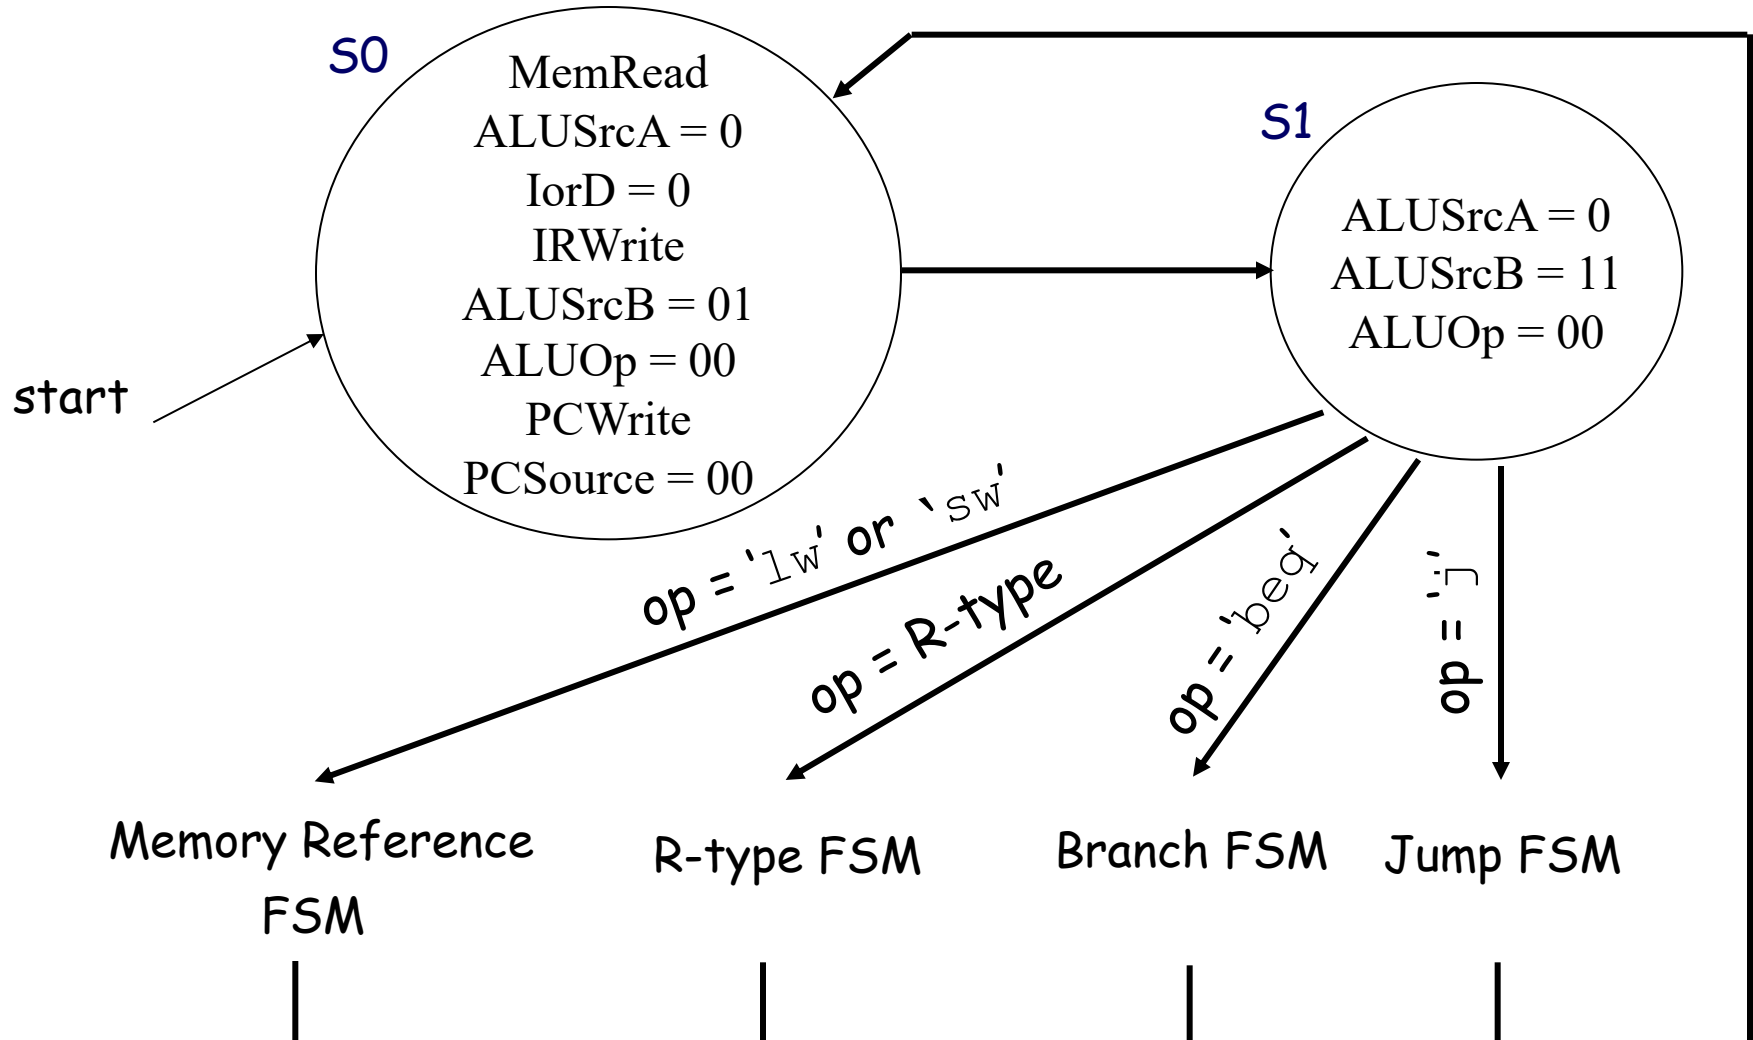 S0
MemRead
ALUSrcA = 0
IorD = 0
IRWrite
ALUSrcB = 01
ALUOp = 00
PCWrite
PCSource = 00
start
S1
ALUSrcA = 0
ALUSrcB = 11
ALUOp = 00
op = 'lw' or `sw'
op = R-type
op = 'beq'
op = 'j'
Memory Reference
FSM
R-type FSM
Branch FSM
Jump FSM